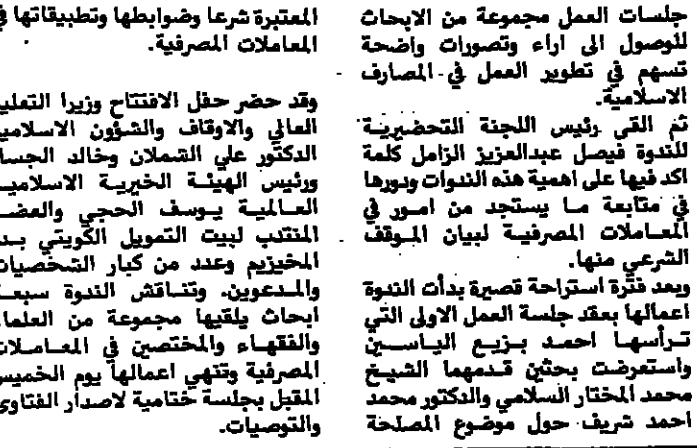 جلسات العمل مجموعة من الابحاث
للوصول الى اراء وتصورات واضحة
تسهم في تطوير العمل في المصارف
الاسلامية.
ثم القى رئيس اللجنة التحضيرية
للندوة فيصل عبدالعزيز الزامل كلمة
اكد فيها على اهمية هذه الندوات ودورها
في متابعة ما يستجد من امور في
المعاملات المصرفية لبيان الموقف
الشرعي منها.
وبعد فترة استراحة قصيرة بدأت الندوة
اعمالها بعقد جلسة العمل الاولى التي
ترأسها احمد بزيع الياسين
واستعرضت بحثين قدمهما الشيخ
محمد المختار السلامي والدكتور محمد
احمد شريف حول موضوع المصلحة
المعتبرة شرعا وضوابطها وتطبيقاتها في
المعاملات المصرفية.
وقد حضر حفل الافتتاح وزيرا التعليم
العالي والاوقاف والشؤون الاسلامية
الدكتور علي الشملان وخالد الجسار
ورئيس الهيئة الخيرية الاسلامية
العالمية يوسف الحجي والعضو
المنتدب لبيت التمويل الكويتي بدر
المخيزيم وعدد من كبار الشخصيات
والمدعوين. وتناقش الندوة سبعة
ابحاث يلقيها مجموعة من العلماء
والفقهاء والمختصين في المعاملات
المصرفية وتنهي اعمالها يوم الخميس
المقبل بجلسة ختامية لاصدار الفتاوى
والتوصيات.